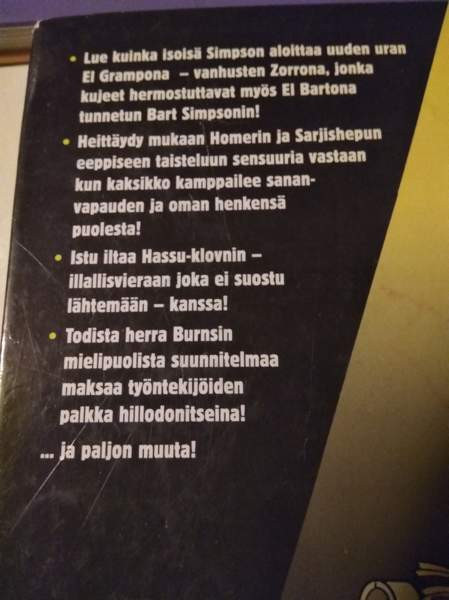 • Lue kuinka isoisä Simpson aloittaa uuden uran
El Grampona – vanhusten Zorrona, jonka
kujeet hermostuttavat myös El Bartona
tunnetun Bart Simpsonin!
• Heittäydy mukaan Homerin ja Sarjishepun
eeppiseen taisteluun sensuuria vastaan
kun kaksikko kamppailee sanan-
vapauden ja oman henkensä
puolesta!
• Istu iltaa Hassu-klovnin –
illallisvieraan joka ei suostu
lähtemään – kanssa!
• Todista herra Burnsin
mielipuolista suunnitelmaa
maksaa työntekijöiden
palkka hillodonitseina!
... ja paljon muuta!